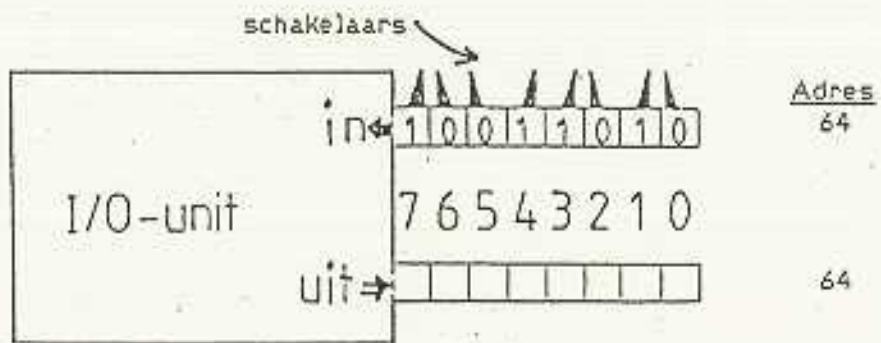 schakelaars
Adres
in 1 0 0 1 1 0 1 0 64
I/O-unit 7 6 5 4 3 2 1 0
uit 64